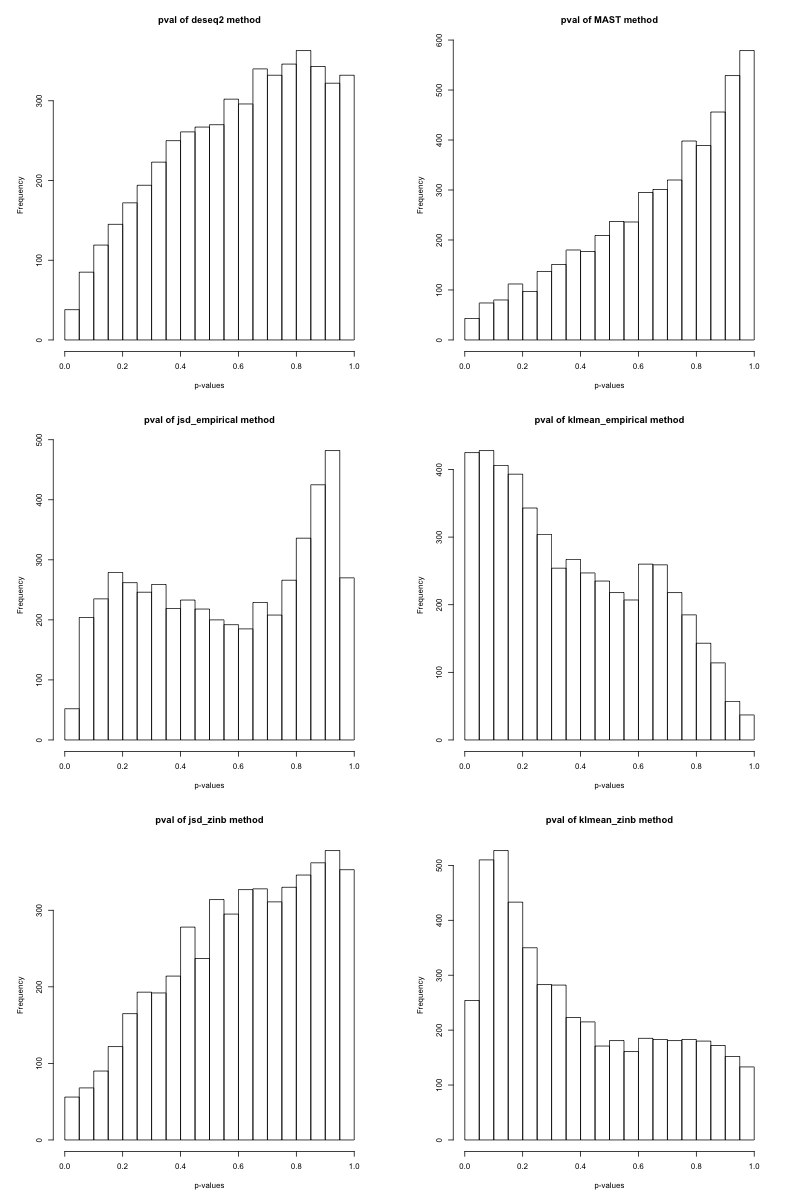 pval of deseq2 method
Frequency
0 100 200 300
0.0 0.2 0.4 0.6 0.8 1.0
p-values
pval of MAST method
Frequency
0 100 200 300 400 500 600
0.0 0.2 0.4 0.6 0.8 1.0
p-values
pval of jsd_empirical method
Frequency
0 100 200 300 400 500
0.0 0.2 0.4 0.6 0.8 1.0
p-values
pval of klmean_empirical method
Frequency
0 100 200 300 400
0.0 0.2 0.4 0.6 0.8 1.0
p-values
pval of jsd_zinb method
Frequency
0 100 200 300
0.0 0.2 0.4 0.6 0.8 1.0
p-values
pval of klmean_zinb method
Frequency
0 100 200 300 400 500
0.0 0.2 0.4 0.6 0.8 1.0
p-values